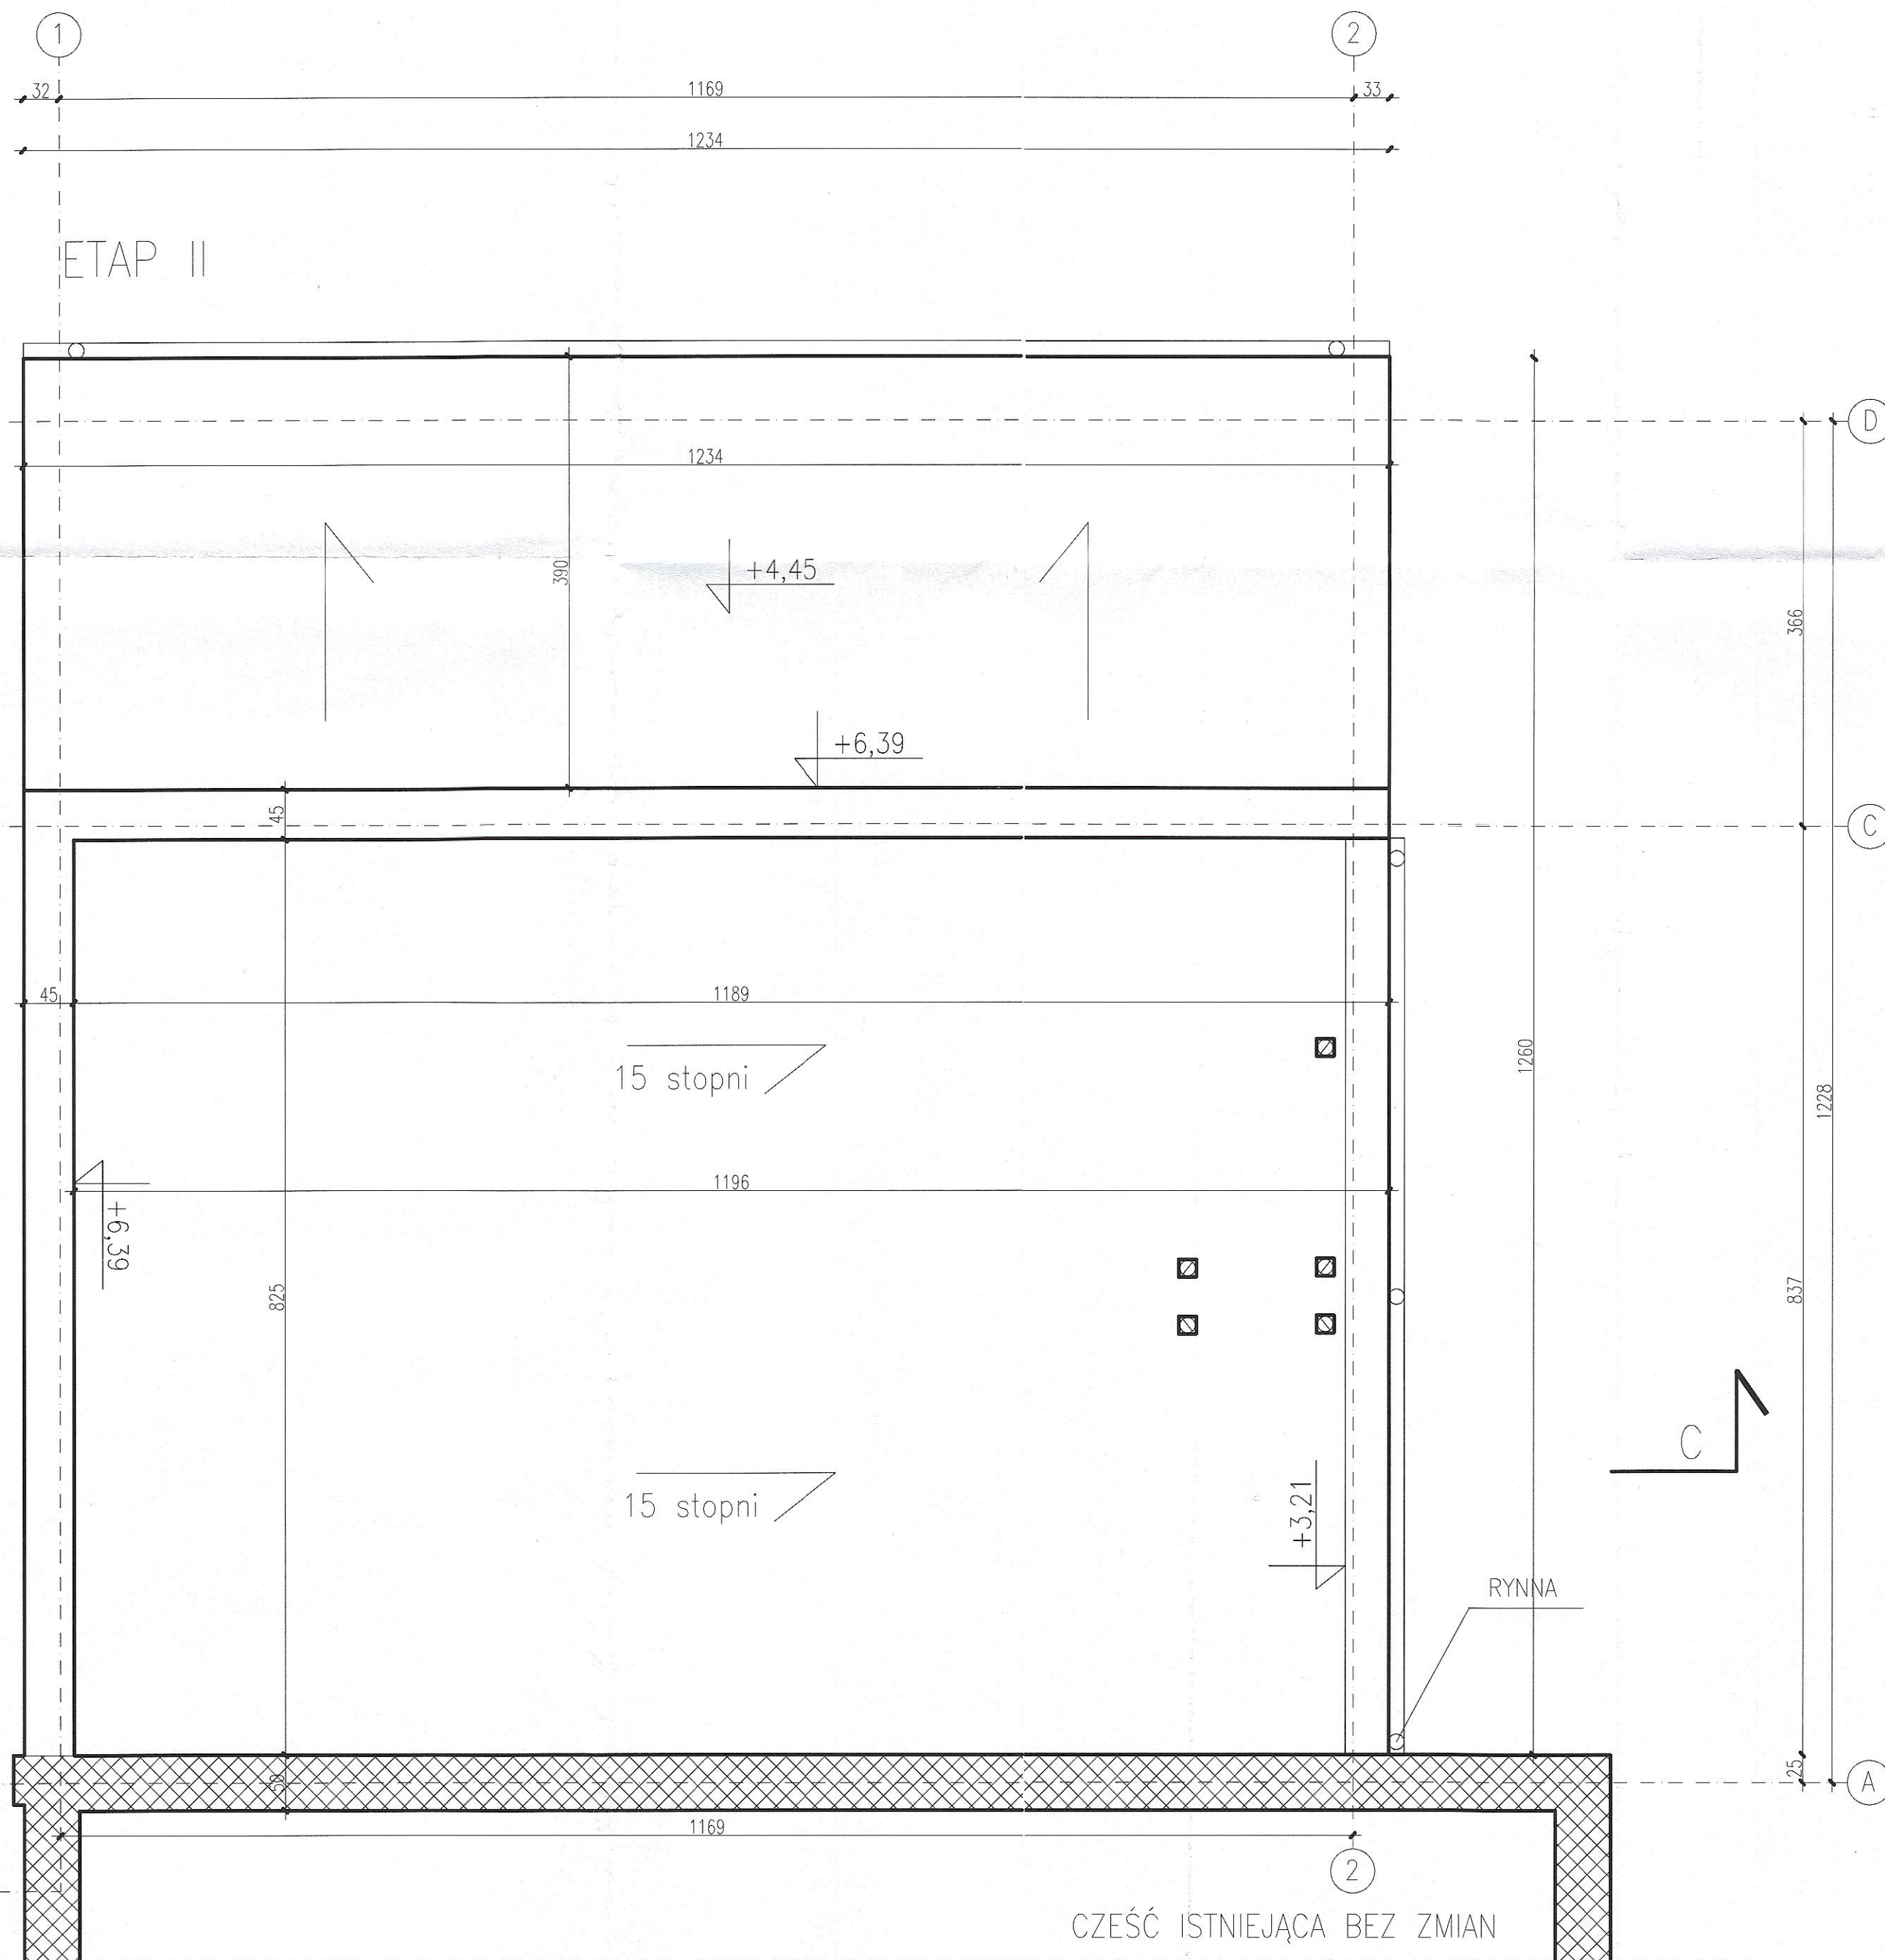 1
2
32
1169
33
1234
ETAP II
D
1234
+4,45
390
366
+6,39
45
C
45
1189
15 stopni
1260
1228
1196
+6,39
825
837
C
+3,21
15 stopni
RYNNA
50
25
A
1169
2
CZEŚĆ ISTNIEJĄCA BEZ ZMIAN